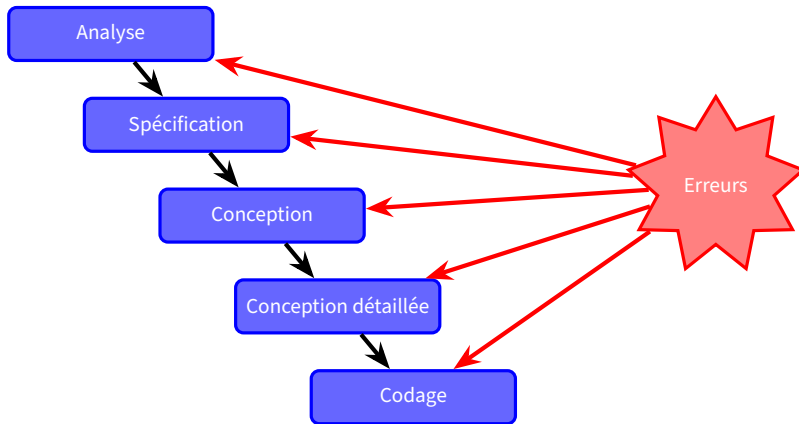 Analyse
Spécification
Erreurs
Conception
Conception détaillée
Codage